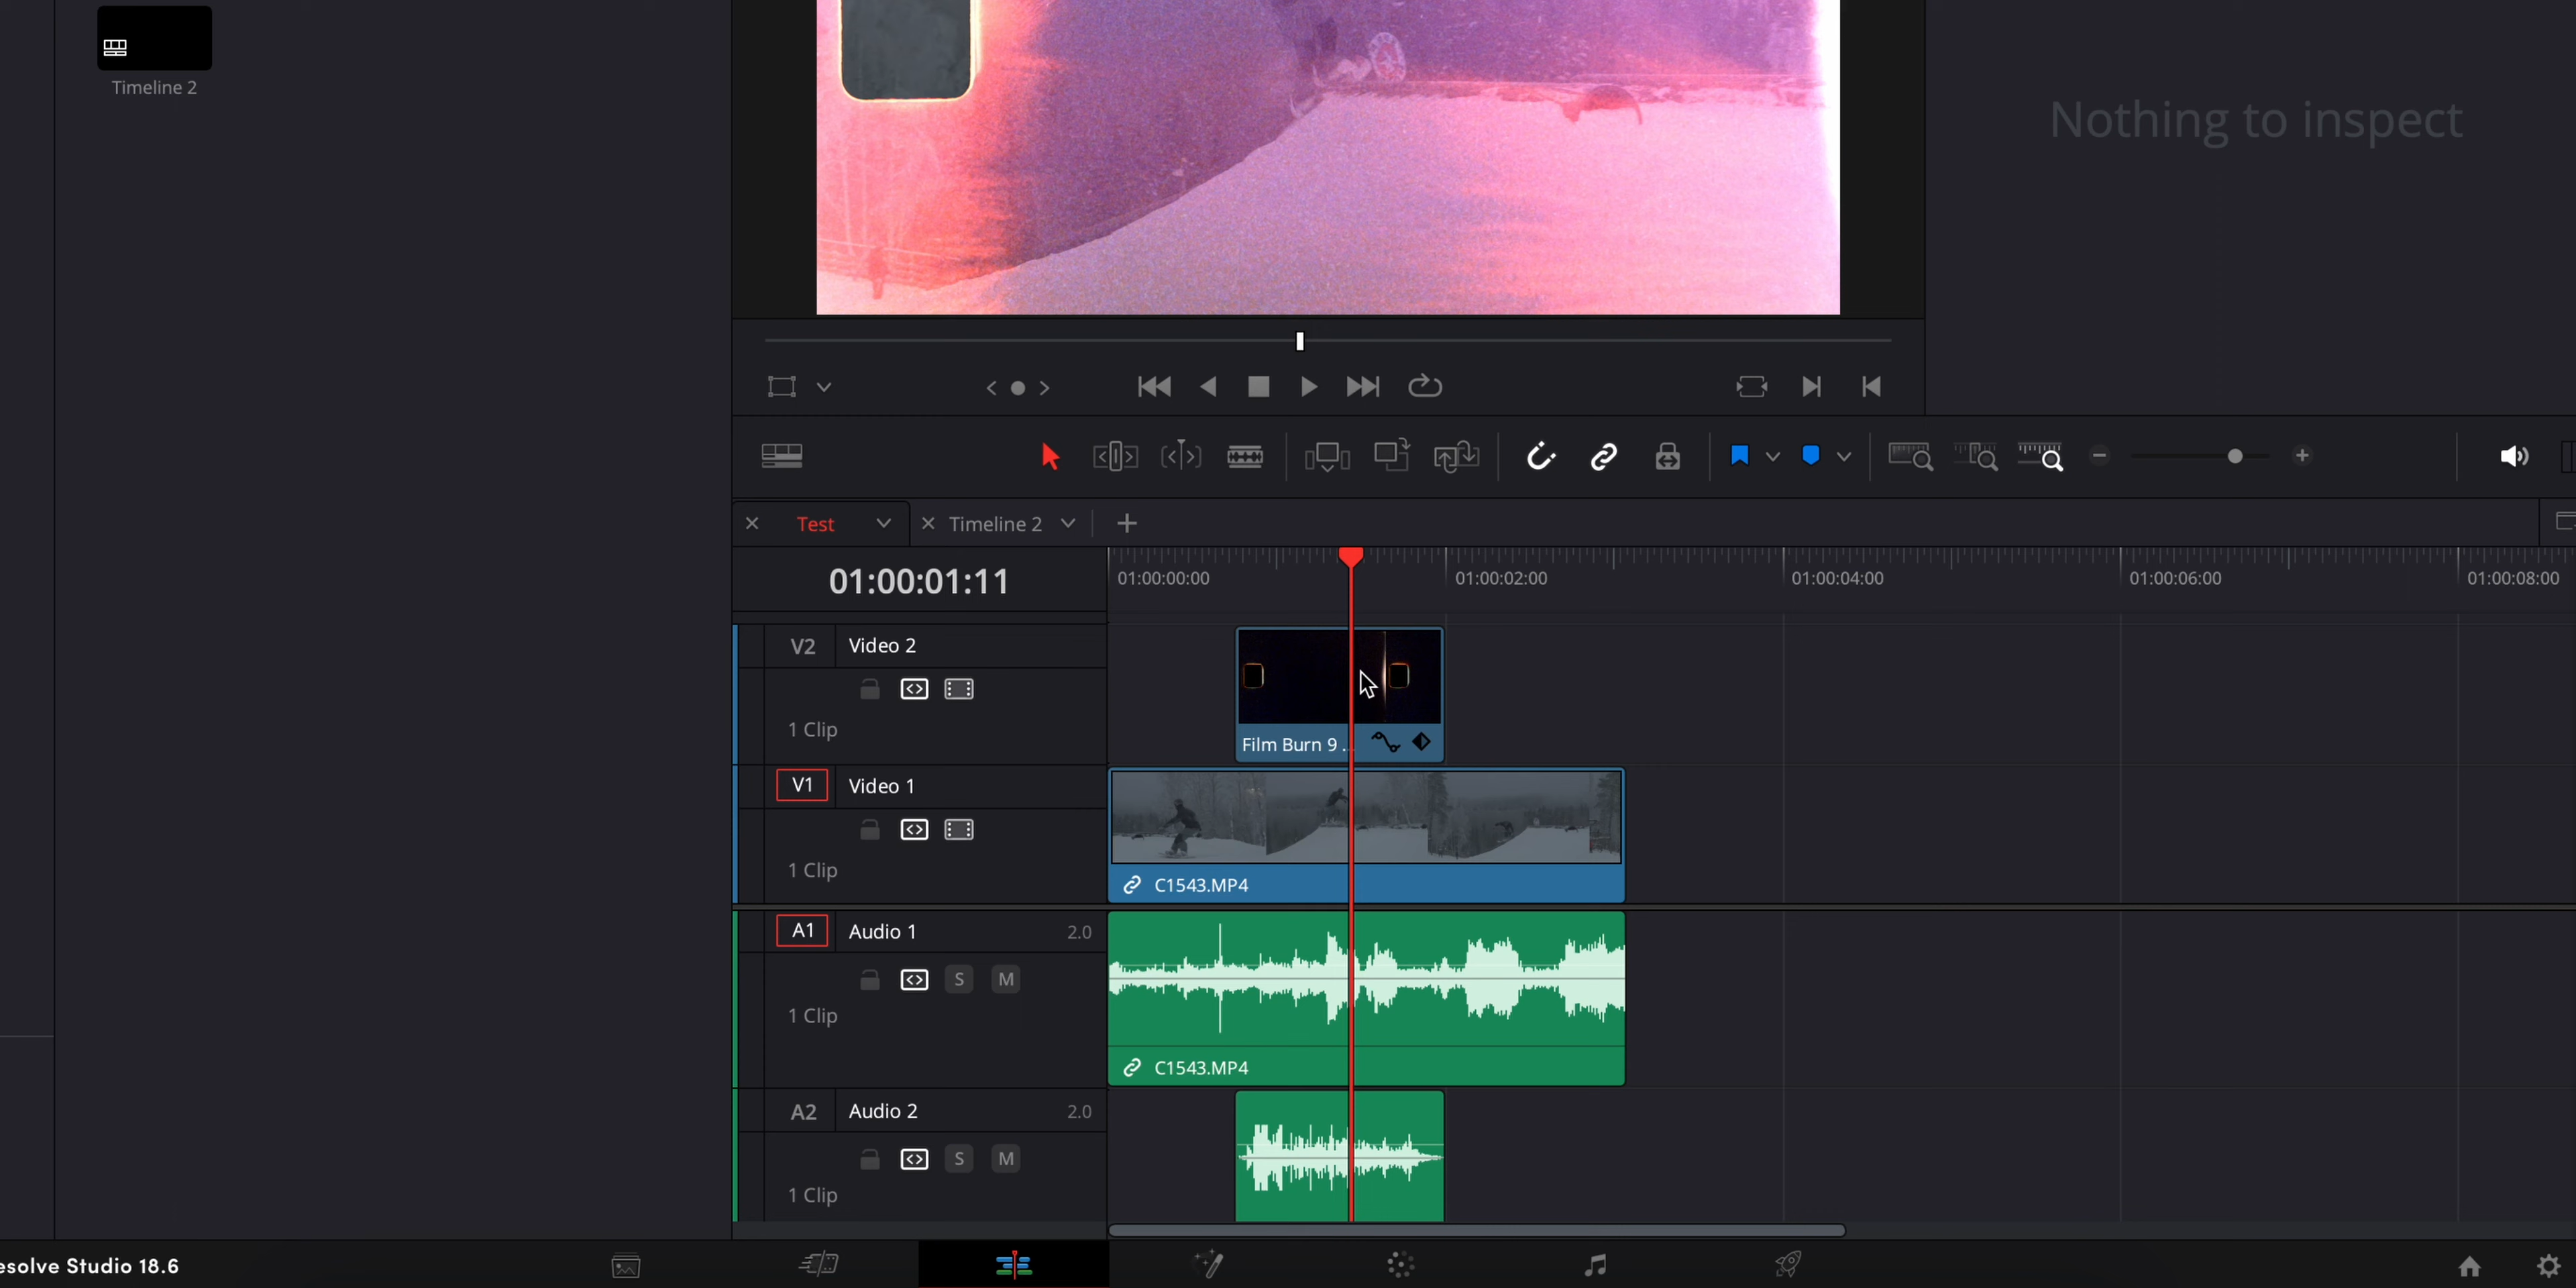 Timeline 2
Nothing to inspect
Test
Timeline 2
01:00:01:11
01:00:00:00
01:00:02:00
01:00:04:00
01:00:06:00
01:00:08:00
V2
Video 2
1 Clip
Film Burn 9 ..
V1
Video 1
1 Clip
C1543.MP4
A1
Audio 1
2.0
S
M
1 Clip
C1543.MP4
A2
Audio 2
2.0
S
M
1 Clip
esolve Studio 18.6